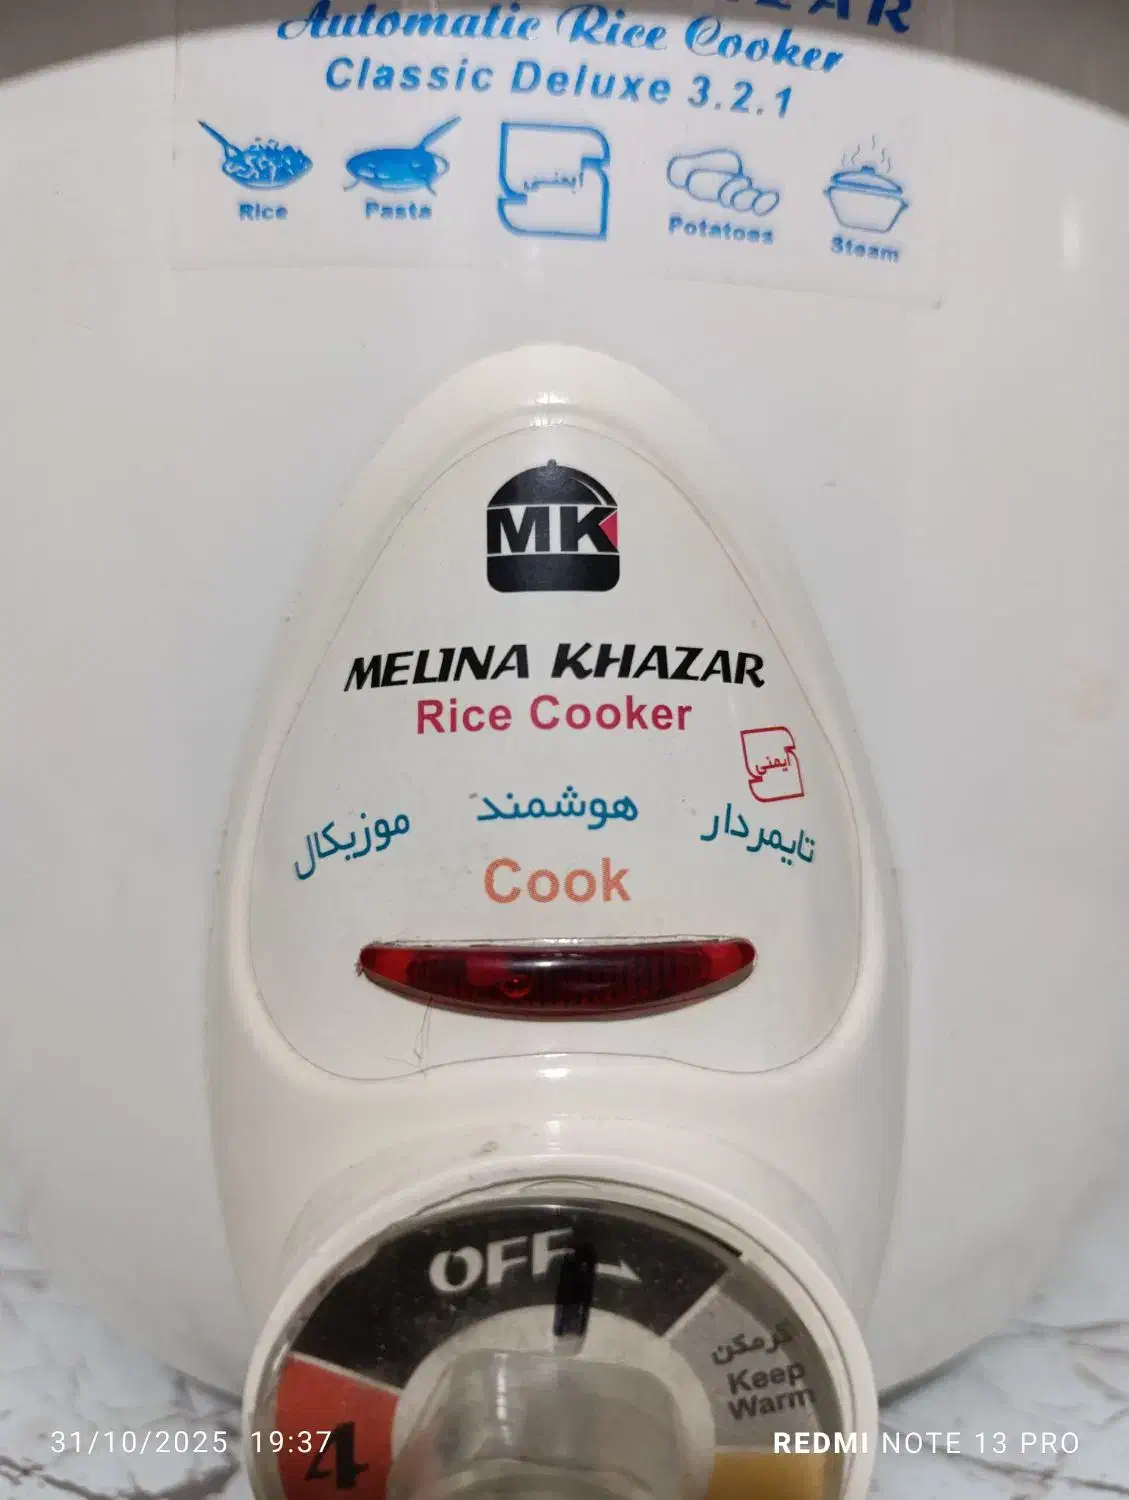 Automatic Rice Cooker
Classic Deluxe 3.2.1
Rice
Pasta
ایمنی
Potatoes
Steam
MK
MELINA KHAZAR
Rice Cooker
ایمنی
تایمردار
هوشمند
موزیکال
Cook
OFF
گرمکن
Keep
Warm
4
31/10/2025 19:37
REDMI NOTE 13 PRO